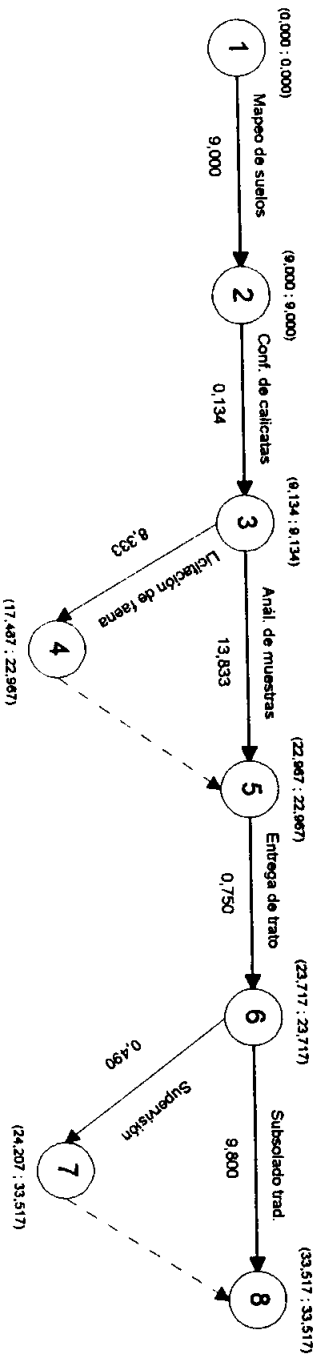 (0,000 ; 0,000)
1
Mapeo de suelos
9,000
(9,000 ; 9,000)
2
Conf. de calicatas
0,134
(9,134 ; 9,134)
3
Anál. de muestras
13,833
8,333
Licitación de faena
4
(17,467 ; 22,967)
(22,967 ; 22,967)
5
Entrega de trato
0,750
(23,717 ; 23,717)
6
Subsolado trad.
9,800
0,490
Supervisión
7
(24,207 ; 33,517)
(33,517 ; 33,517)
8